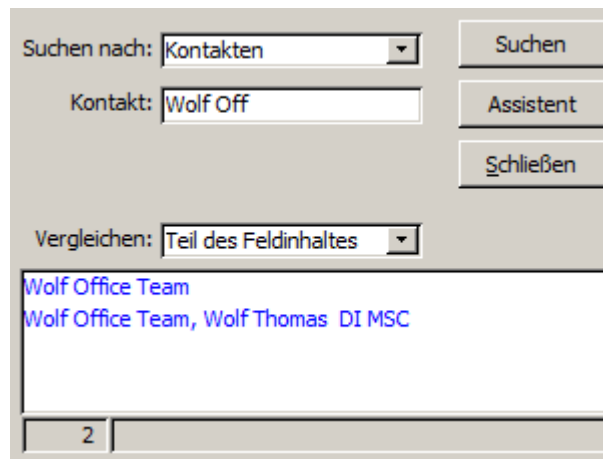 Suchen nach: Kontakten Suchen
Kontakt: Wolf Off Assistent
Schließen
Vergleichen: Teil des Feldinhaltes
Wolf Office Team
Wolf Office Team, Wolf Thomas DI MSC
2